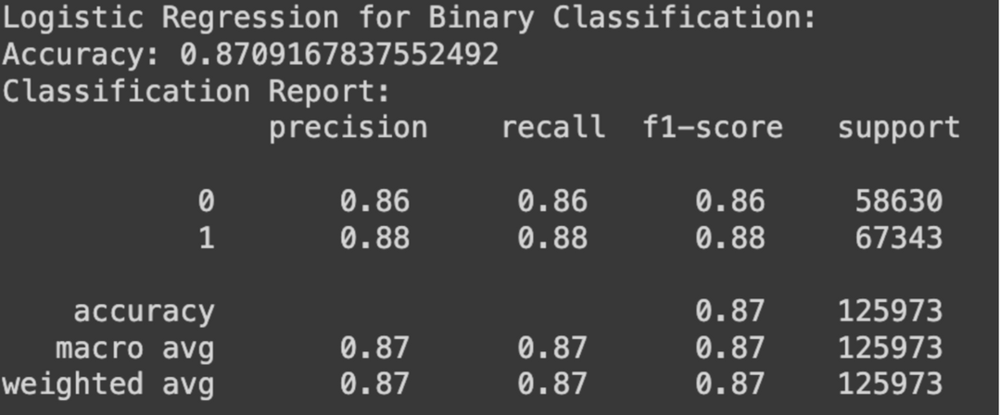 Logistic Regression for Binary Classification:
Accuracy: 0.8709167837552492
Classification Report:
precision recall f1-score support
0 0.86 0.86 0.86 58630
1 0.88 0.88 0.88 67343
accuracy 0.87 125973
macro avg 0.87 0.87 0.87 125973
weighted avg 0.87 0.87 0.87 125973